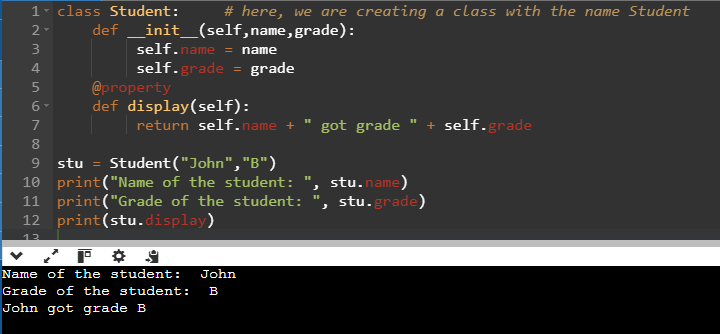 1 class Student:     # here, we are creating a class with the name Student
2     def __init__(self,name,grade):
3         self.name = name
4         self.grade = grade
5     @property
6     def display(self):
7         return self.name + " got grade " + self.grade
8
9 stu = Student("John","B")
10 print("Name of the student: ", stu.name)
11 print("Grade of the student: ", stu.grade)
12 print(stu.display)
13
Name of the student:  John
Grade of the student:  B
John got grade B